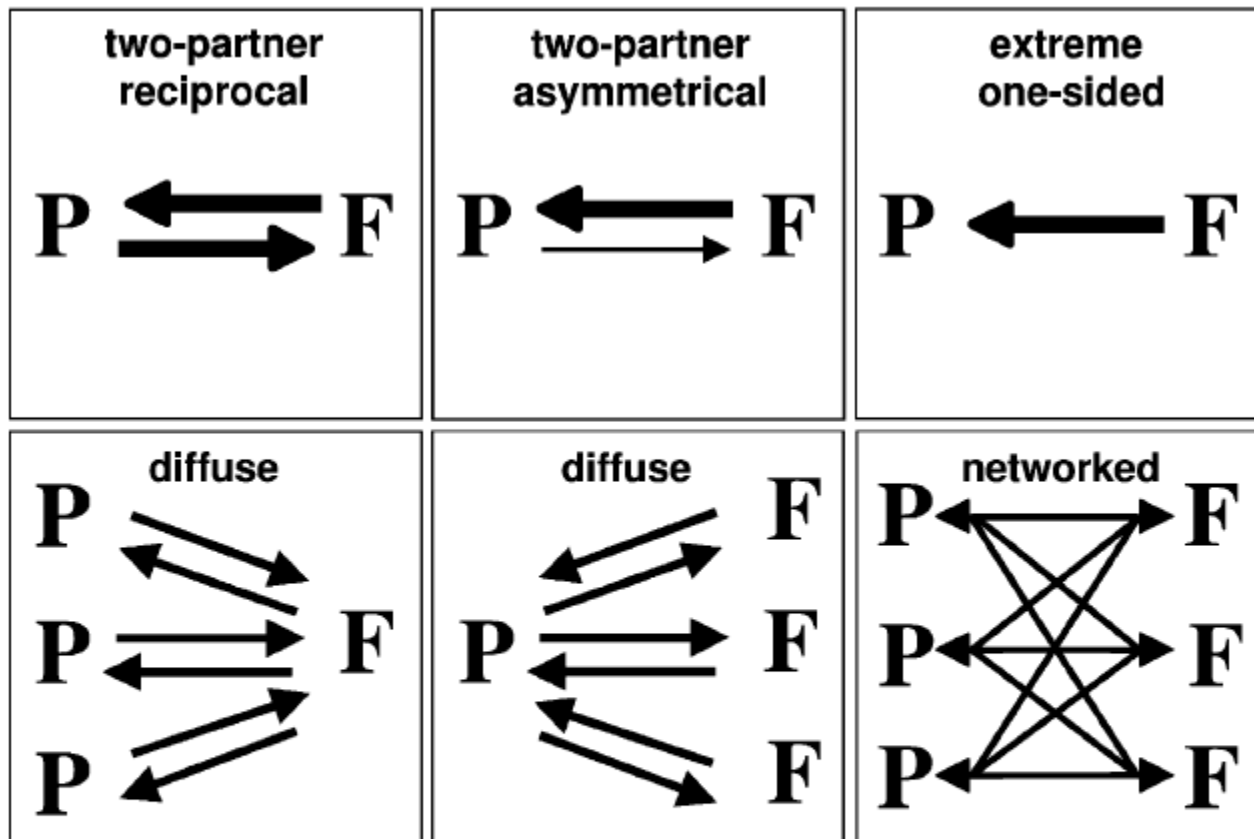 two-partner
reciprocal
P F
two-partner
asymmetrical
P F
extreme
one-sided
P F
diffuse
P
P F
P
diffuse
F
P F
F
networked
P F
P F
P F